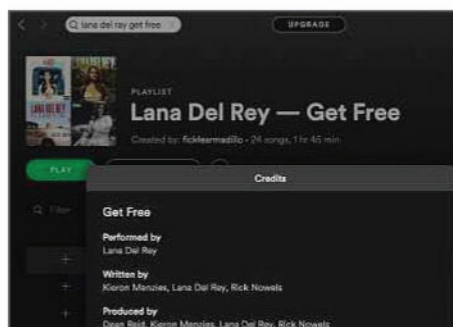 lana del ray get free
UPGRADE
PLAYLIST
Lana Del Rey — Get Free
Created by: ficklearmadillo • 24 songs, 1 hr 45 min
PLAY
Credits
Filter
Get Free
Performed by
Lana Del Rey
Written by
Kieron Menzies, Lana Del Rey, Rick Nowels
Produced by
Dean Reid, Kieron Menzies, Lana Del Rey, Rick Nowels